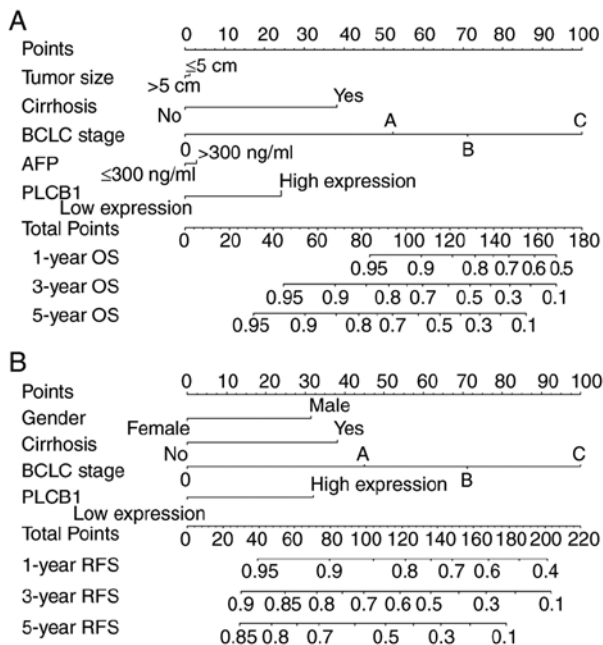 A
Points 0 10 20 30 40 50 60 70 80 90 100
≤5 cm
Tumor size
>5 cm Yes
Cirrhosis
No A C
BCLC stage
0 >300 ng/ml B
AFP
≤300 ng/ml High expression
PLCB1
Low expression
Total Points 0 20 40 60 80 100 120 140 160 180
1-year OS 0.95 0.9 0.8 0.7 0.6 0.5
3-year OS 0.95 0.9 0.8 0.7 0.5 0.3 0.1
5-year OS 0.95 0.9 0.8 0.7 0.5 0.3 0.1
B
Points 0 10 20 30 40 50 60 70 80 90 100
Male
Gender
Female Yes
Cirrhosis
No A C
BCLC stage
0 High expression B
PLCB1
Low expression
Total Points 0 20 40 60 80 100 120 140 160 180 200 220
1-year RFS 0.95 0.9 0.8 0.7 0.6 0.4
3-year RFS 0.9 0.85 0.8 0.7 0.6 0.5 0.3 0.1
5-year RFS 0.85 0.8 0.7 0.5 0.3 0.1